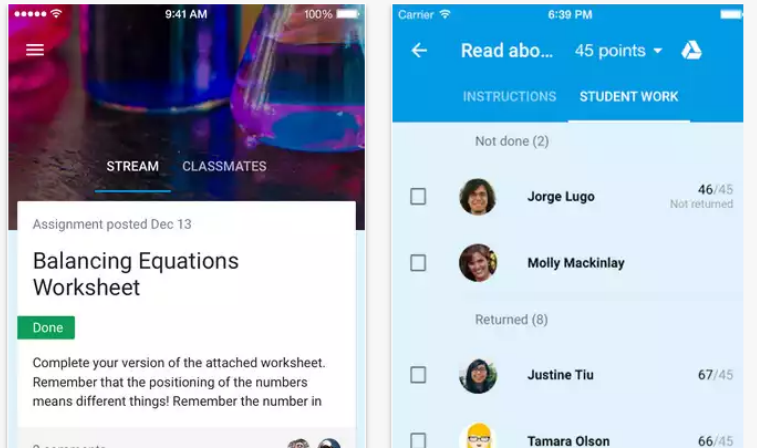 9:41 AM
100%
STREAM
CLASSMATES
Assignment posted Dec 13
Balancing Equations
Worksheet
Done
Complete your version of the attached worksheet.
Remember that the positioning of the numbers
means different things! Remember the number in
Carrier
6:39 PM
Read abo...
45 points
INSTRUCTIONS
STUDENT WORK
Not done (2)
Jorge Lugo
46/45
Not returned
Molly Mackinlay
Returned (8)
Justine Tiu
67/45
Tamara Olson
66/45